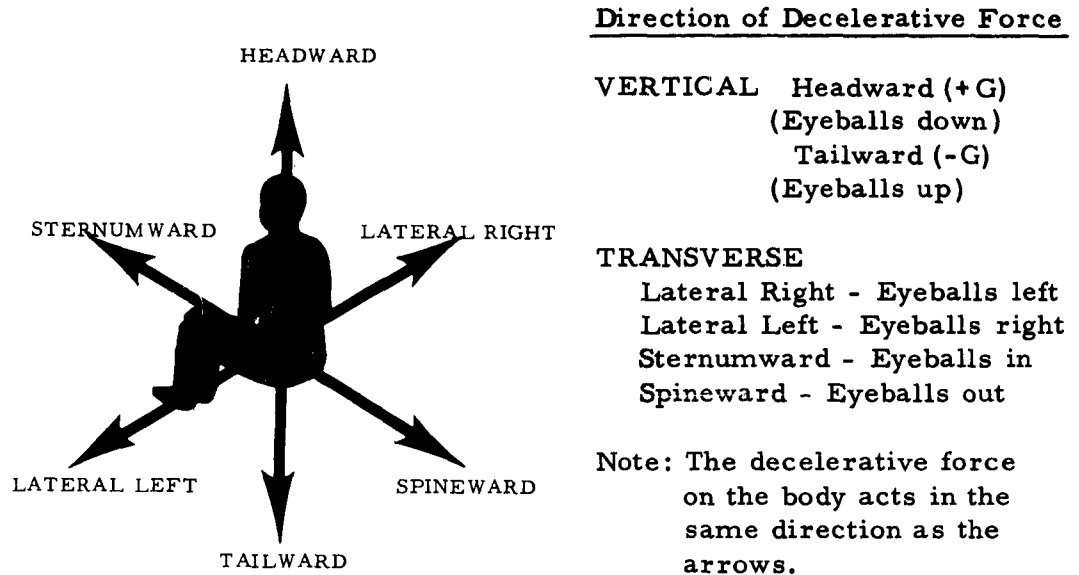 HEADWARD
STERNUMWARD
LATERAL RIGHT
LATERAL LEFT
SPINEWARD
TAILWARD
Direction of Decelerative Force
VERTICAL Headward (+G)
(Eyeballs down)
Tailward (-G)
(Eyeballs up)
TRANSVERSE
Lateral Right - Eyeballs left
Lateral Left - Eyeballs right
Sternumward - Eyeballs in
Spineward - Eyeballs out
Note: The decelerative force
on the body acts in the
same direction as the
arrows.